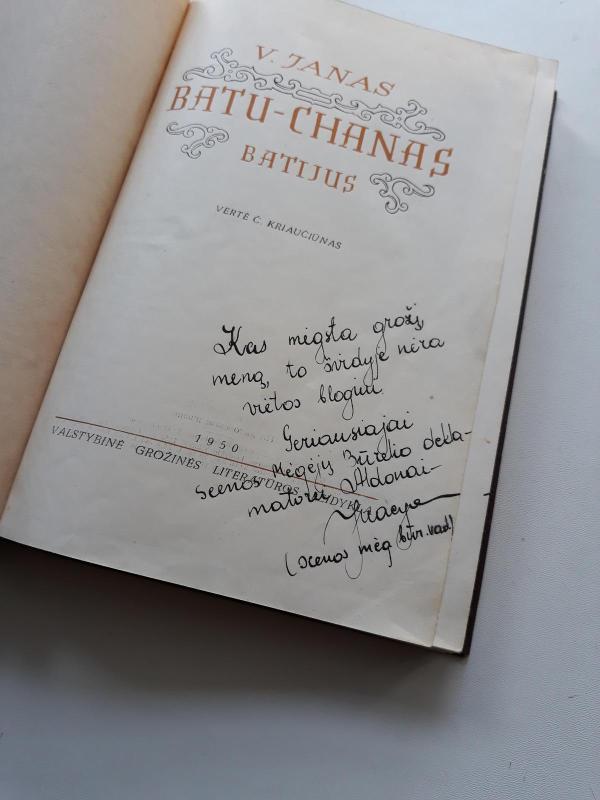 V. JANAS
BATU-CHANAS
BATIJUS
VERTĖ Č. KRIAUČIŪNAS
Kas mėgsta grožį,
meną, to širdyje nėra
vietos blogiui.
Geriausiajai
scenos Mėgėjų Būrelio dekla-
matorei Aldonai-
(scenos mėg būr. vad)
1950
VALSTYBINĖ GROŽINĖS LITERATŪROS